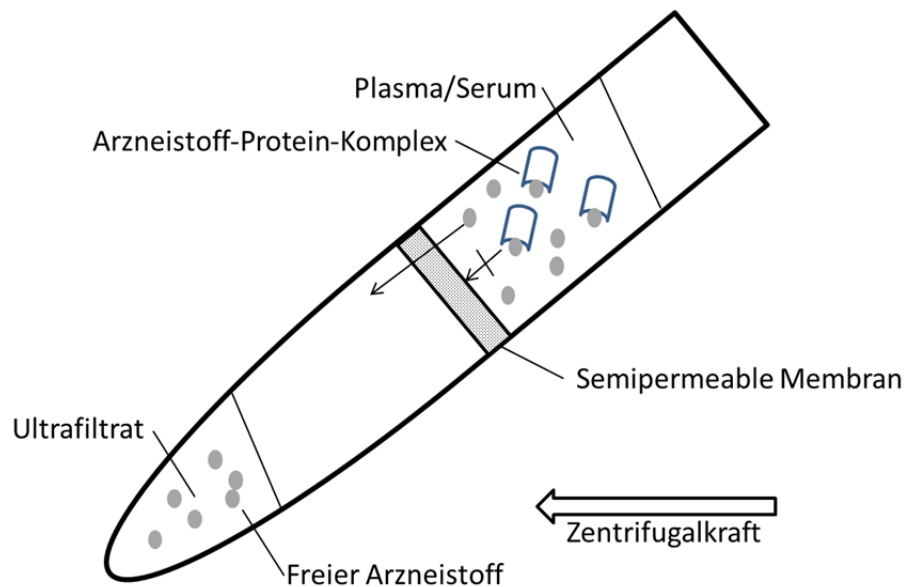 Plasma/Serum
Arzneistoff-Protein-Komplex
Semipermeable Membran
Ultrafiltrat
Zentrifugalkraft
Freier Arzneistoff